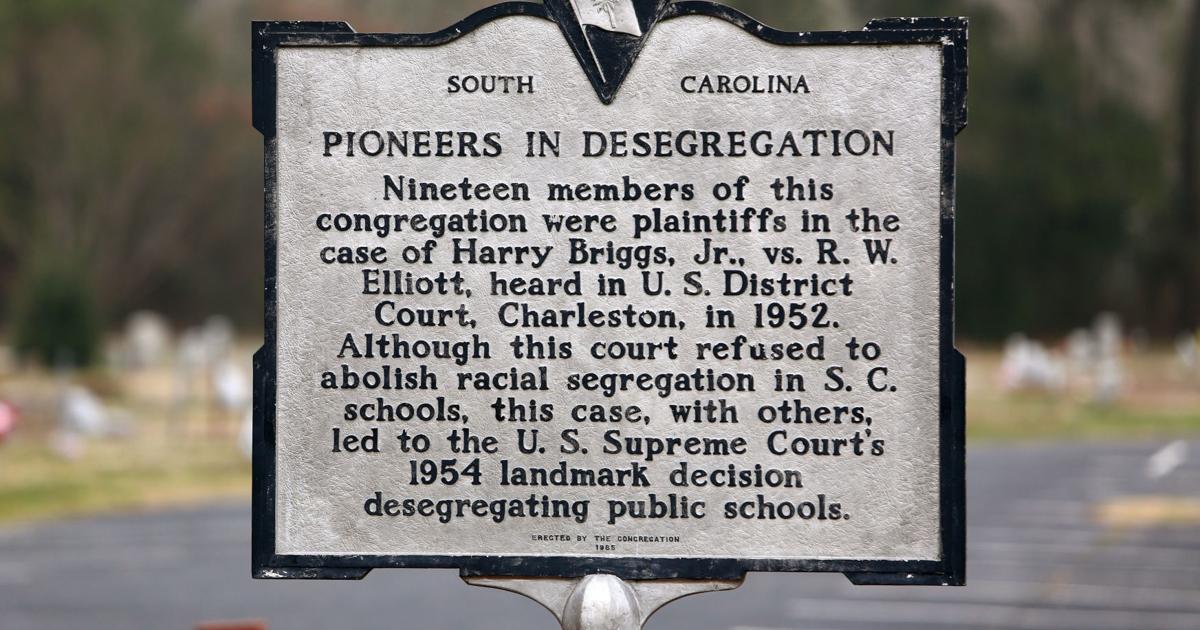 SOUTH CAROLINA
PIONEERS IN DESEGREGATION
Nineteen members of this
congregation were plaintiffs in the
case of Harry Briggs, Jr., vs. R. W.
Elliott, heard in U. S. District
Court, Charleston, in 1952.
Although this court refused to
abolish racial segregation in S. C.
schools, this case, with others,
led to the U. S. Supreme Court's
1954 landmark decision
desegregating public schools.
ERECTED BY THE CONGREGATION
1985